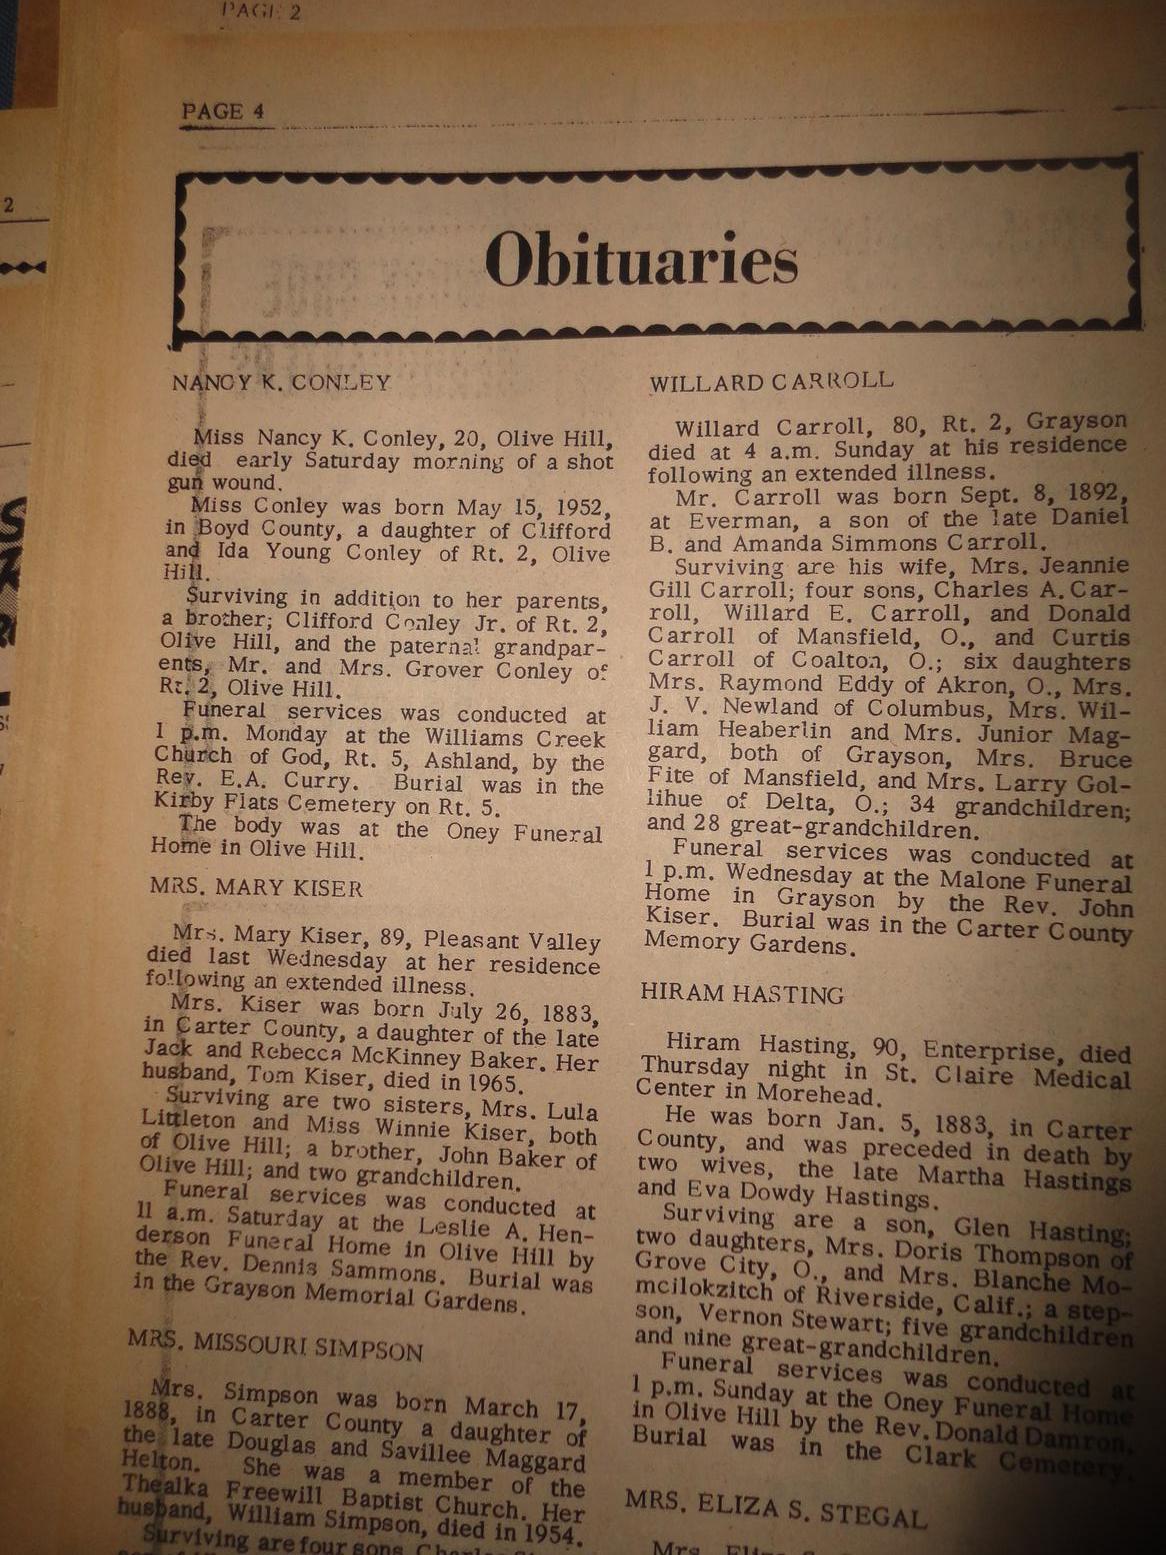 PAGE 2
PAGE 4
2
Obituaries
NANCY K. CONLEY
Miss Nancy K. Conley, 20, Olive Hill,
died early Saturday morning of a shot
gun wound.
Miss Conley was born May 15, 1952,
in Boyd County, a daughter of Clifford
and Ida Young Conley of Rt. 2, Olive
Hill.
Surviving in addition to her parents,
a brother; Clifford Conley Jr. of Rt. 2,
Olive Hill, and the paternal grandpar-
ents, Mr. and Mrs. Grover Conley of
Rt. 2, Olive Hill.
Funeral services was conducted at
1 p.m. Monday at the Williams Creek
Church of God, Rt. 5, Ashland, by the
Rev. E.A. Curry. Burial was in the
Kirby Flats Cemetery on Rt. 5.
The body was at the Oney Funeral
Home in Olive Hill.
MRS. MARY KISER
Mrs. Mary Kiser, 89, Pleasant Valley
died last Wednesday at her residence
following an extended illness.
Mrs. Kiser was born July 26, 1883,
in Carter County, a daughter of the late
Jack and Rebecca McKinney Baker. Her
husband, Tom Kiser, died in 1965.
Surviving are two sisters, Mrs. Lula
Littleton and Miss Winnie Kiser, both
of Olive Hill; a brother, John Baker of
Olive Hill; and two grandchildren.
Funeral services was conducted at
11 a.m. Saturday at the Leslie A. Hen-
derson Funeral Home in Olive Hill by
the Rev. Dennis Sammons. Burial was
in the Grayson Memorial Gardens.
MRS. MISSOURI SIMPSON
Mrs. Simpson was born March 17,
1888, in Carter County a daughter of
the late Douglas and Savillee Maggard
Helton. She was a member of the
Thealka Freewill Baptist Church. Her
husband, William Simpson, died in 1954.
Surviving are four sons, Charles
WILLARD CARROLL
Willard Carroll, 80, Rt. 2, Grayson
died at 4 a.m. Sunday at his residence
following an extended illness.
Mr. Carroll was born Sept. 8, 1892,
at Everman, a son of the late Daniel
B. and Amanda Simmons Carroll.
Surviving are his wife, Mrs. Jeannie
Gill Carroll; four sons, Charles A. Car-
roll, Willard E. Carroll, and Donald
Carroll of Mansfield, O., and Curtis
Carroll of Coalton, O.; six daughters
Mrs. Raymond Eddy of Akron, O., Mrs.
J. V. Newland of Columbus, Mrs. Wil-
liam Heaberlin and Mrs. Junior Mag-
gard, both of Grayson, Mrs. Bruce
Fite of Mansfield, and Mrs. Larry Gol-
lihue of Delta, O.; 34 grandchildren;
and 28 great-grandchildren.
Funeral services was conducted at
1 p.m. Wednesday at the Malone Funeral
Home in Grayson by the Rev. John
Kiser. Burial was in the Carter County
Memory Gardens.
HIRAM HASTING
Hiram Hasting, 90, Enterprise, died
Thursday night in St. Claire Medical
Center in Morehead.
He was born Jan. 5, 1883, in Carter
County, and was preceded in death by
two wives, the late Martha Hastings
and Eva Dowdy Hastings.
Surviving are a son, Glen Hasting;
two daughters, Mrs. Doris Thompson of
Grove City, O., and Mrs. Blanche Mo-
mcilokzitch of Riverside, Calif.; a step-
son, Vernon Stewart; five grandchildren
and nine great-grandchildren.
Funeral services was conducted at
1 p.m. Sunday at the Oney Funeral Home
in Olive Hill by the Rev. Donald Damron.
Burial was in the Clark Cemetery.
MRS. ELIZA S. STEGAL